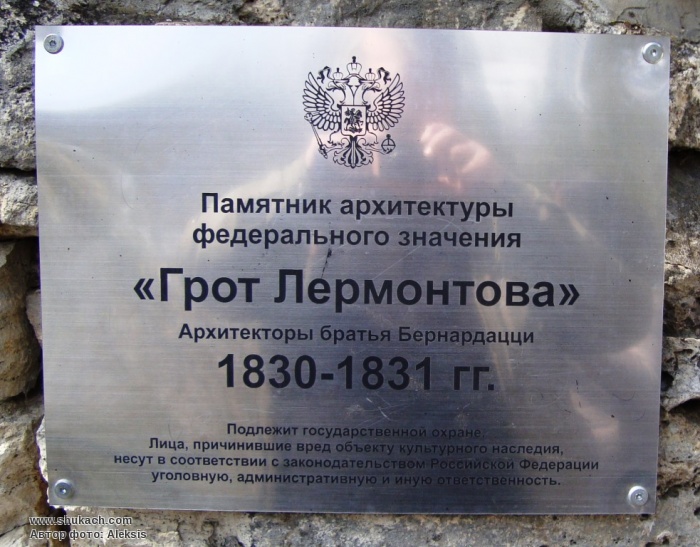 Памятник архитектуры
федерального значения
«Грот Лермонтова»
Архитекторы братья Бернардацци
1830-1831 гг.
Подлежит государственной охране.
Лица, причинившие вред объекту культурного наследия,
несут в соответствии с законодательством Российской Федерации
уголовную, административную и иную ответственность.
www.shukach.com
Автор фото: Aleksis